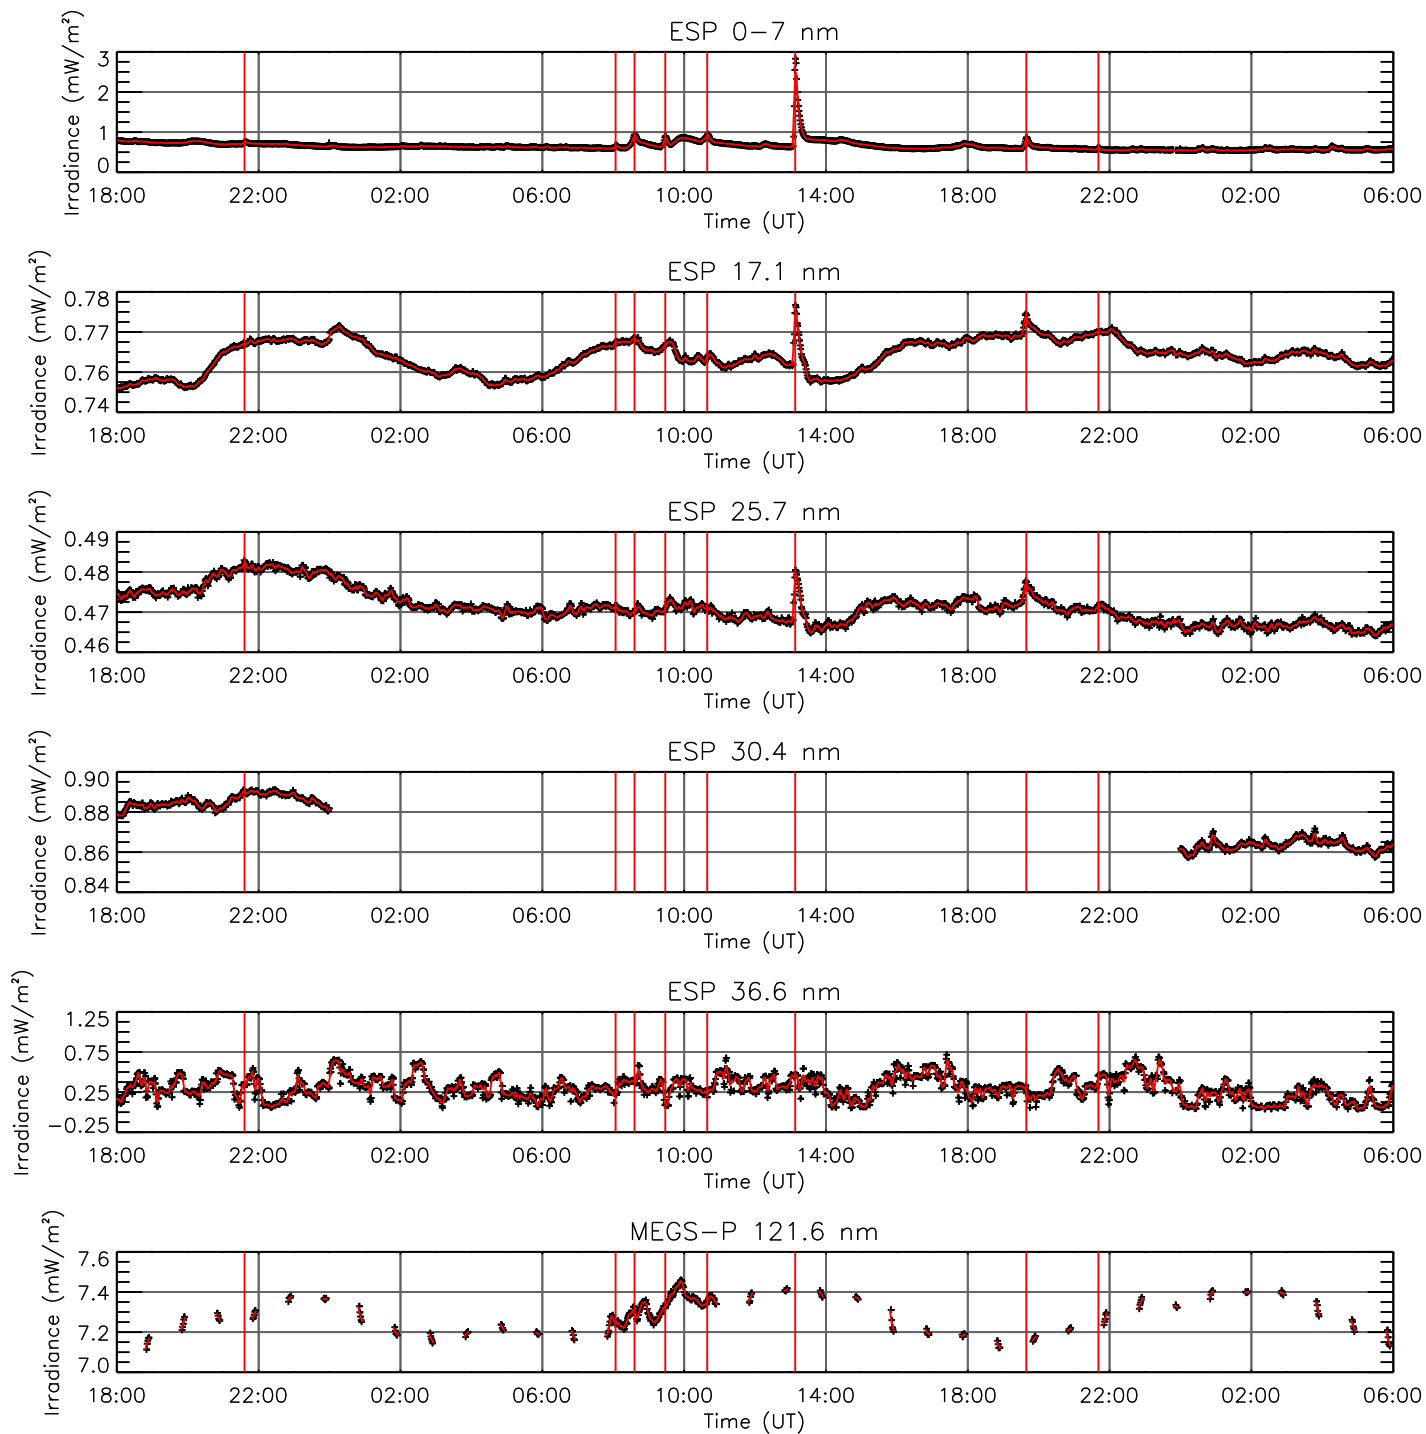 ESP 0-7 nm
Irradiance (mW/m²)
3
2
1
0
18:00 22:00 02:00 06:00 10:00 14:00 18:00 22:00 02:00 06:00
Time (UT)
ESP 17.1 nm
Irradiance (mW/m²)
0.78
0.77
0.76
0.74
18:00 22:00 02:00 06:00 10:00 14:00 18:00 22:00 02:00 06:00
Time (UT)
ESP 25.7 nm
Irradiance (mW/m²)
0.49
0.48
0.47
0.46
18:00 22:00 02:00 06:00 10:00 14:00 18:00 22:00 02:00 06:00
Time (UT)
ESP 30.4 nm
Irradiance (mW/m²)
0.90
0.88
0.86
0.84
18:00 22:00 02:00 06:00 10:00 14:00 18:00 22:00 02:00 06:00
Time (UT)
ESP 36.6 nm
Irradiance (mW/m²)
1.25
0.75
0.25
-0.25
18:00 22:00 02:00 06:00 10:00 14:00 18:00 22:00 02:00 06:00
Time (UT)
MEGS-P 121.6 nm
Irradiance (mW/m²)
7.6
7.4
7.2
7.0
18:00 22:00 02:00 06:00 10:00 14:00 18:00 22:00 02:00 06:00
Time (UT)